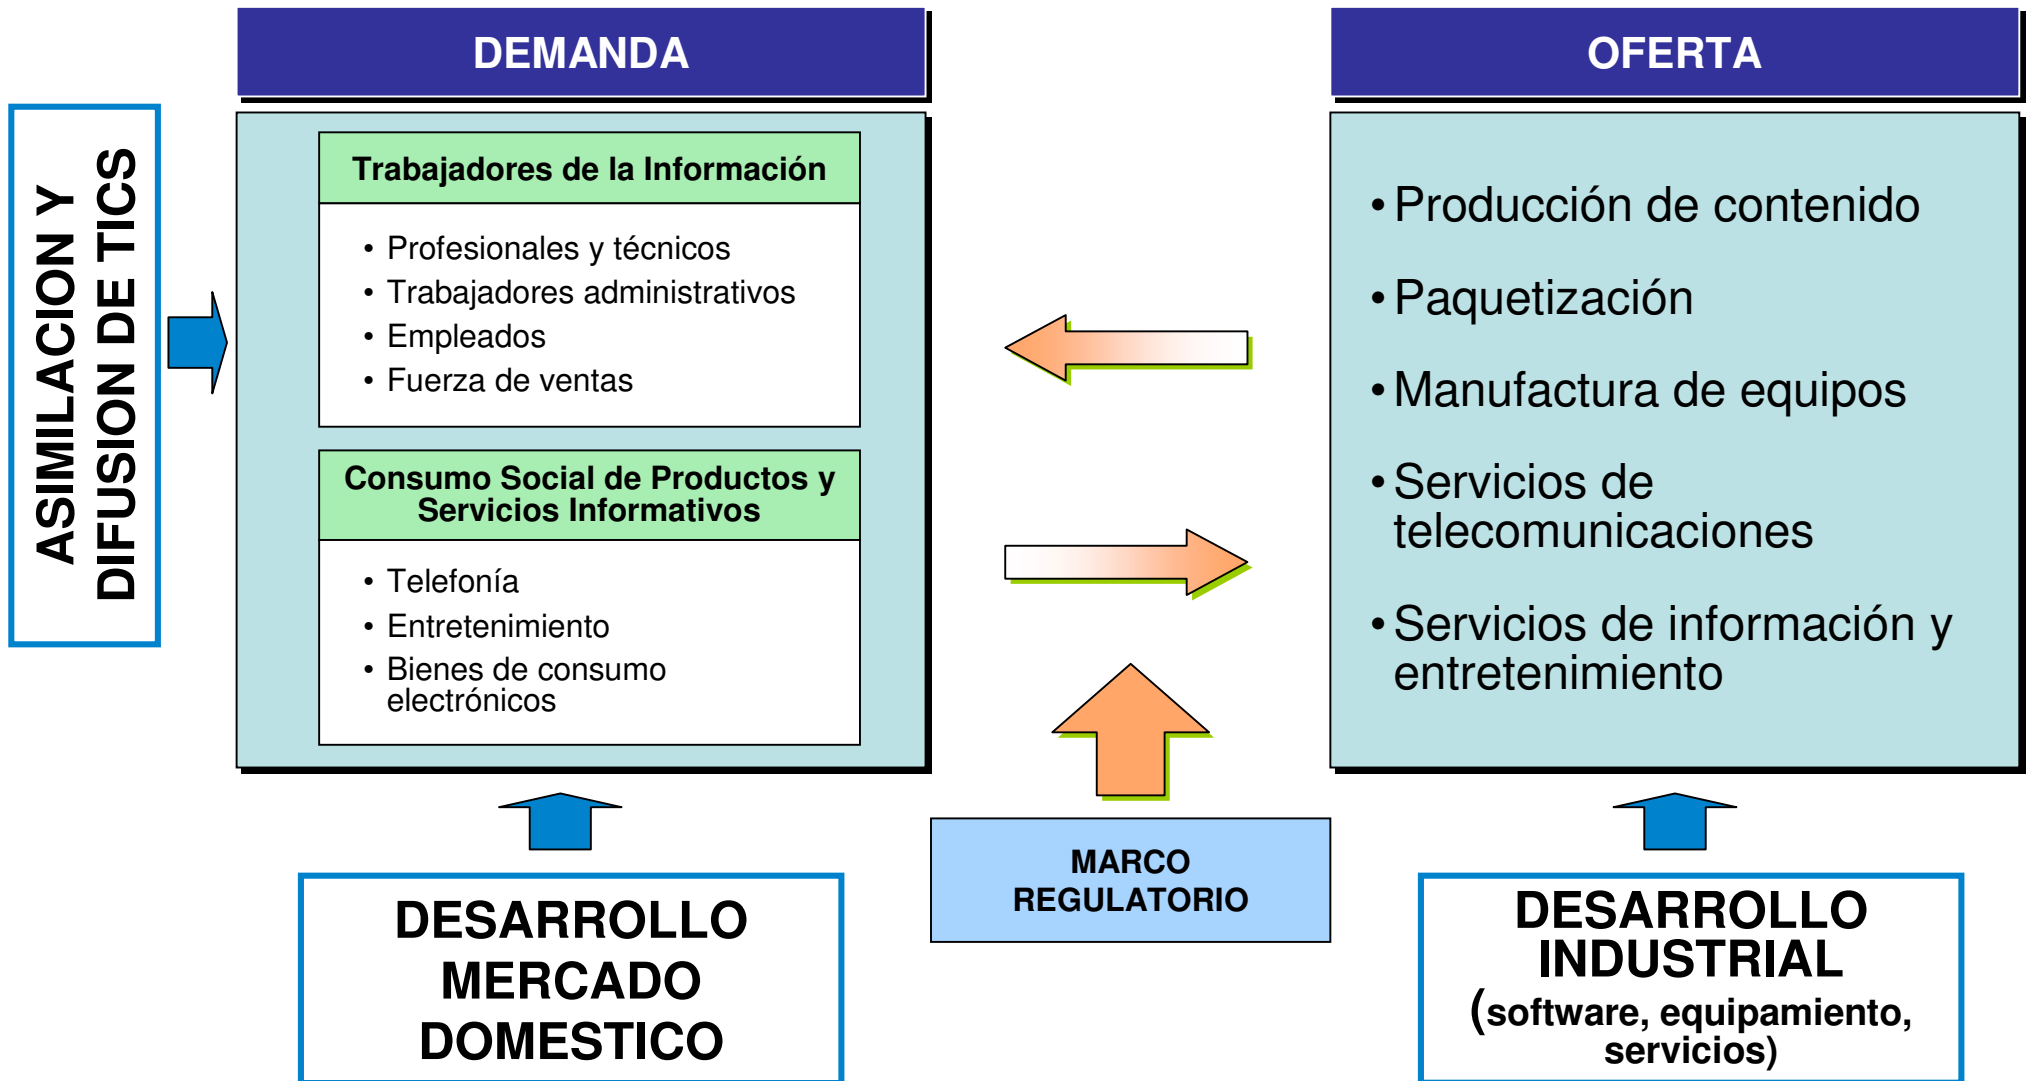 DEMANDA
OFERTA
ASIMILACION Y
DIFUSION DE TICS
Trabajadores de la Información
• Profesionales y técnicos
• Trabajadores administrativos
• Empleados
• Fuerza de ventas
Consumo Social de Productos y
Servicios Informativos
• Telefonía
• Entretenimiento
• Bienes de consumo
electrónicos
• Producción de contenido
• Paquetización
• Manufactura de equipos
• Servicios de
telecomunicaciones
• Servicios de información y
entretenimiento
DESARROLLO
MERCADO
DOMESTICO
MARCO
REGULATORIO
DESARROLLO
INDUSTRIAL
(software, equipamiento,
servicios)